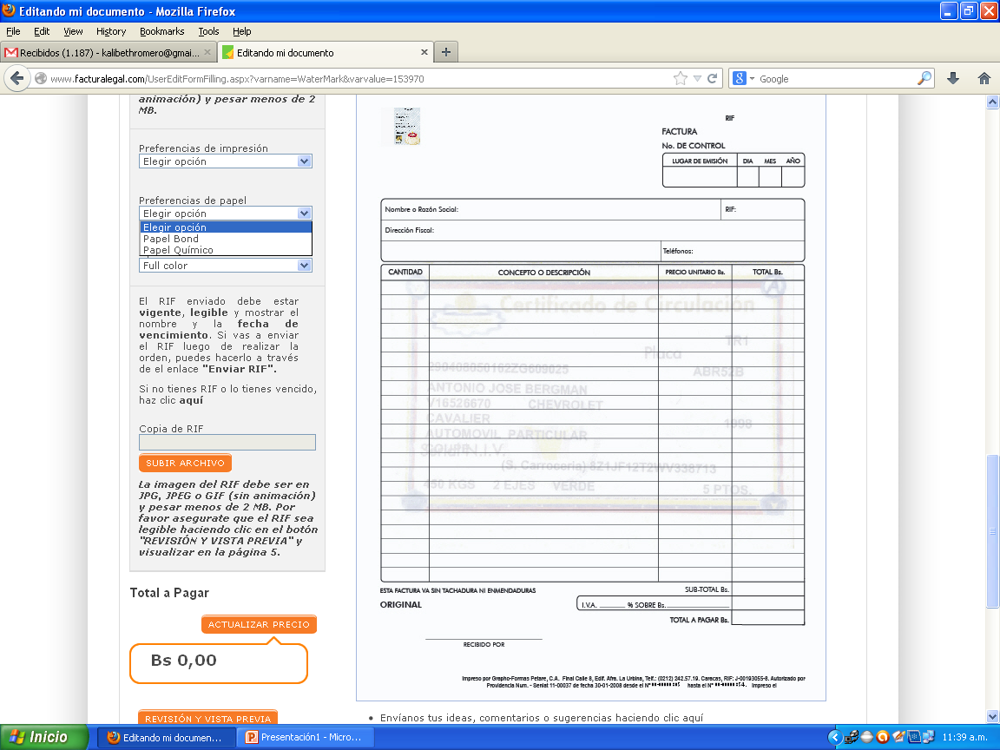 Editando mi documento - Mozilla Firefox
File Edit View History Bookmarks Tools Help
Recibidos (1.187) - kalibethromero@gmai...
Editando mi documento
www.facturalegal.com/UserEditFormFilling.aspx?varname=WaterMark&varvalue=153970
Google
animación) y pesar menos de 2
MB.
Preferencias de impresión
Elegir opción
Preferencias de papel
Elegir opción
Elegir opción
Papel Bond
Papel Químico
Full color
El RIF enviado debe estar
vigente, legible y mostrar el
nombre y la fecha de
vencimiento. Si vas a enviar
el RIF luego de realizar la
orden, puedes hacerlo a través
de el enlace "Enviar RIF".
Si no tienes RIF o lo tienes vencido,
haz clic aquí
Copia de RIF
SUBIR ARCHIVO
La imagen del RIF debe ser en
JPG, JPEG o GIF (sin animación)
y pesar menos de 2 MB. Por
favor asegurate que el RIF sea
legible haciendo clic en el botón
"REVISIÓN Y VISTA PREVIA" y
visualizar en la página 5.
Total a Pagar
ACTUALIZAR PRECIO
Bs 0,00
REVISIÓN Y VISTA PREVIA
RIF
FACTURA
No. DE CONTROL
LUGAR DE EMISIÓN DIA MES AÑO
Nombre o Razón Social: RIF:
Dirección Fiscal:
Teléfonos:
CANTIDAD CONCEPTO O DESCRIPCIÓN PRECIO UNITARIO Bs. TOTAL Bs.
Certificado de Circulación
TR1
Placa
ABR52B
ANTONIO JOSE BERGMAN
V16526670 CHEVROLET
CAVALIER
1998
AUTOMOVIL PARTICULAR
(S. Carroceria) 8Z1JF12T2WV338713
450 KGS 2 EJES VERDE 5 PTOS.
ESTA FACTURA VA SIN TACHADURA NI ENMENDADURAS
SUB-TOTAL Bs.
ORIGINAL
I.V.A. ________ % SOBRE Bs.
TOTAL A PAGAR Bs.
RECIBIDO POR
Impreso por Grapho-Formas Petare, C.A. Final Calle 8, Edif. Afra. La Urbina, Telf.: (0212) 242.57.19. Caracas, RIF: J-00193055-8. Autorizado por
Providencia Num. - Seniat 11-00037 de fecha 30-01-2008 desde el N° hasta el N° Impreso el
Envíanos tus ideas, comentarios o sugerencias haciendo clic aquí
Inicio
Editando mi documen...
Presentación1 - Micro...
11:39 a.m.